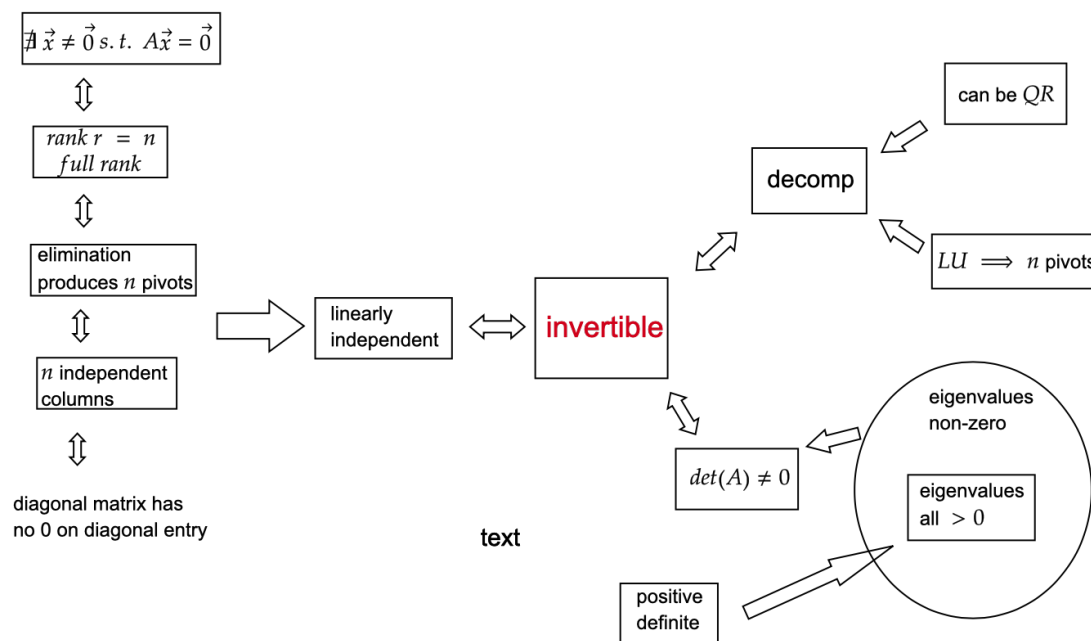 ∄ x⃗ ≠ 0⃗ s.t. Ax⃗ = 0⃗
rank r = n
full rank
elimination
produces n pivots
n independent
columns
diagonal matrix has
no 0 on diagonal entry
linearly
independent
invertible
text
decomp
can be QR
LU ⟹ n pivots
det(A) ≠ 0
eigenvalues
non-zero
eigenvalues
all > 0
positive
definite